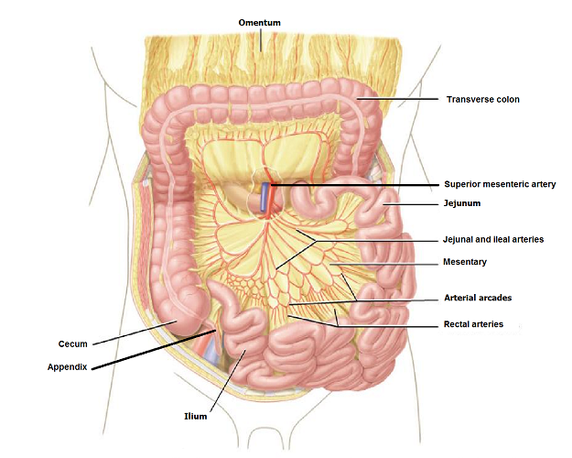 Omentum
Transverse colon
Superior mesenteric artery
Jejunum
Jejunal and ileal arteries
Mesentary
Arterial arcades
Rectal arteries
Cecum
Appendix
Ilium